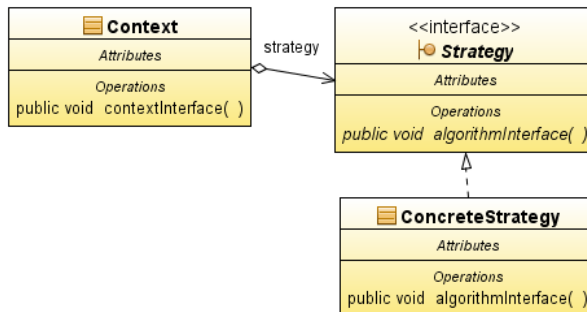 Context
Attributes
Operations
public void contextInterface( )
strategy
<<interface>>
Strategy
Attributes
Operations
public void algorithmInterface( )
ConcreteStrategy
Attributes
Operations
public void algorithmInterface( )